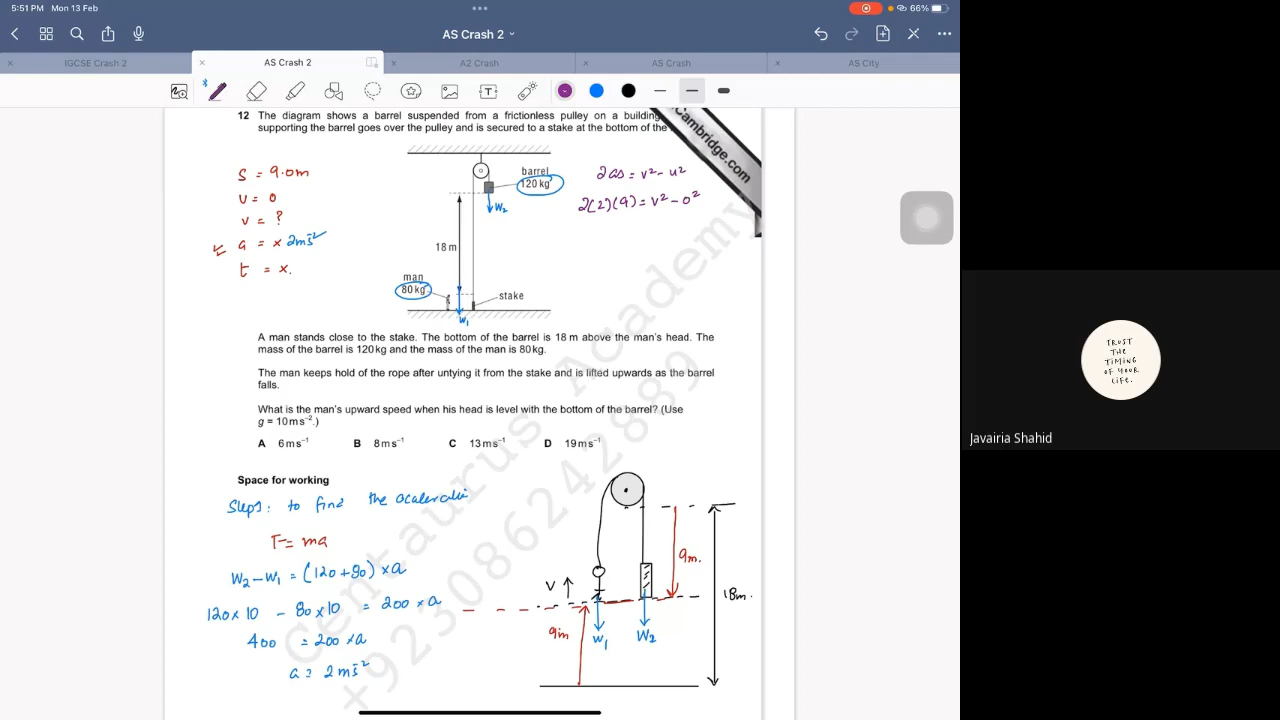 5:51 PM Mon 13 Feb
66%
AS Crash 2
IGCSE Crash 2
AS Crash 2
A2 Crash
AS Crash
AS City
12 The diagram shows a barrel suspended from a frictionless pulley on a building
supporting the barrel goes over the pulley and is secured to a stake at the bottom of the
Cambridge.com
S = 9.0m
U = 0
V = ?
a = x 2ms⁻²
t = x.
barrel
120 kg
W2
18 m
man
80 kg
stake
W1
2as = v² - u²
2(2)(9) = v² - 0²
A man stands close to the stake. The bottom of the barrel is 18 m above the man's head. The
mass of the barrel is 120 kg and the mass of the man is 80 kg.
The man keeps hold of the rope after untying it from the stake and is lifted upwards as the barrel
falls.
What is the man's upward speed when his head is level with the bottom of the barrel? (Use
g = 10 m s⁻².)
A 6 m s⁻¹ B 8 m s⁻¹ C 13 m s⁻¹ D 19 m s⁻¹
Space for working
Steps: to find the
F = ma
W2 - W1 = (120 + 80) × a
120 × 10 - 80 × 10 = 200 × a
400 = 200 × a
a = 2 ms⁻²
V
9m
W1
W2
9m.
18m.
Centaurus Academy
+923086242889
TRUST
THE
TIMING
OF YOUR
LIFE.
Javairia Shahid